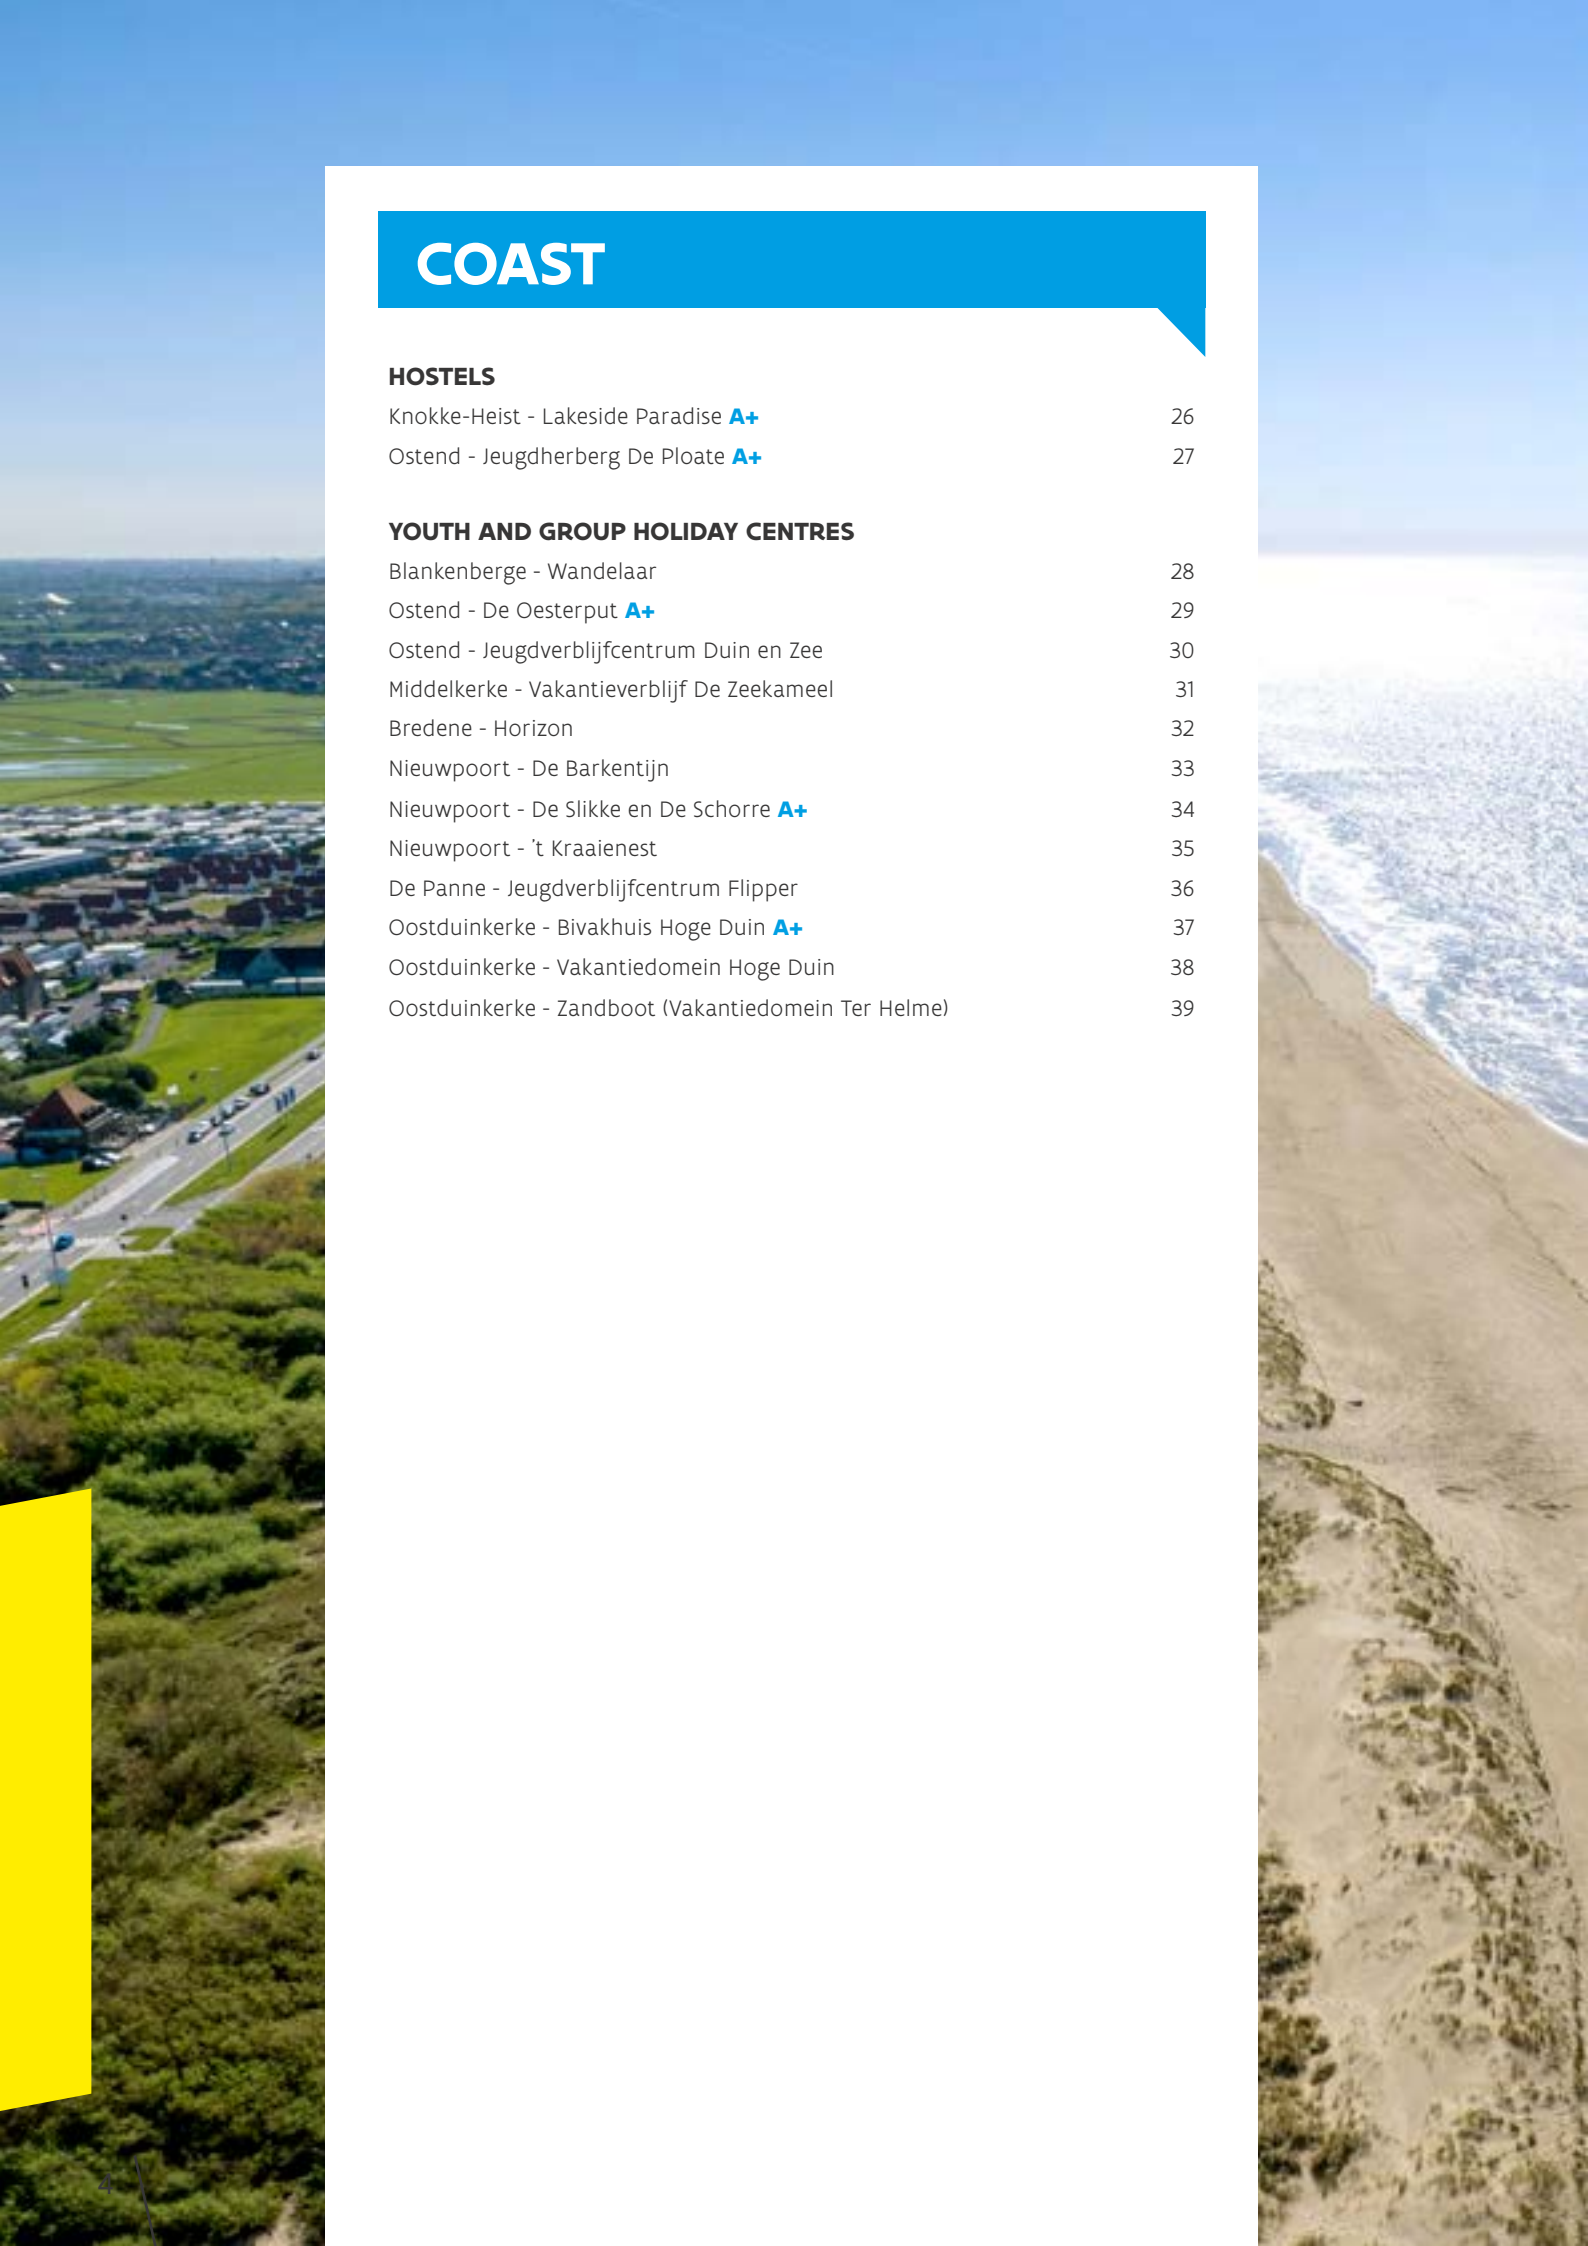 COAST
HOSTELS
Knokke-Heist - Lakeside Paradise A+ 26
Ostend - Jeugdherberg De Ploate A+ 27
YOUTH AND GROUP HOLIDAY CENTRES
Blankenberge - Wandelaar 28
Ostend - De Oesterput A+ 29
Ostend - Jeugdverblijfcentrum Duin en Zee 30
Middelkerke - Vakantieverblijf De Zeekameel 31
Bredene - Horizon 32
Nieuwpoort - De Barkentijn 33
Nieuwpoort - De Slikke en De Schorre A+ 34
Nieuwpoort - 't Kraaienest 35
De Panne - Jeugdverblijfcentrum Flipper 36
Oostduinkerke - Bivakhuis Hoge Duin A+ 37
Oostduinkerke - Vakantiedomein Hoge Duin 38
Oostduinkerke - Zandboot (Vakantiedomein Ter Helme) 39
4